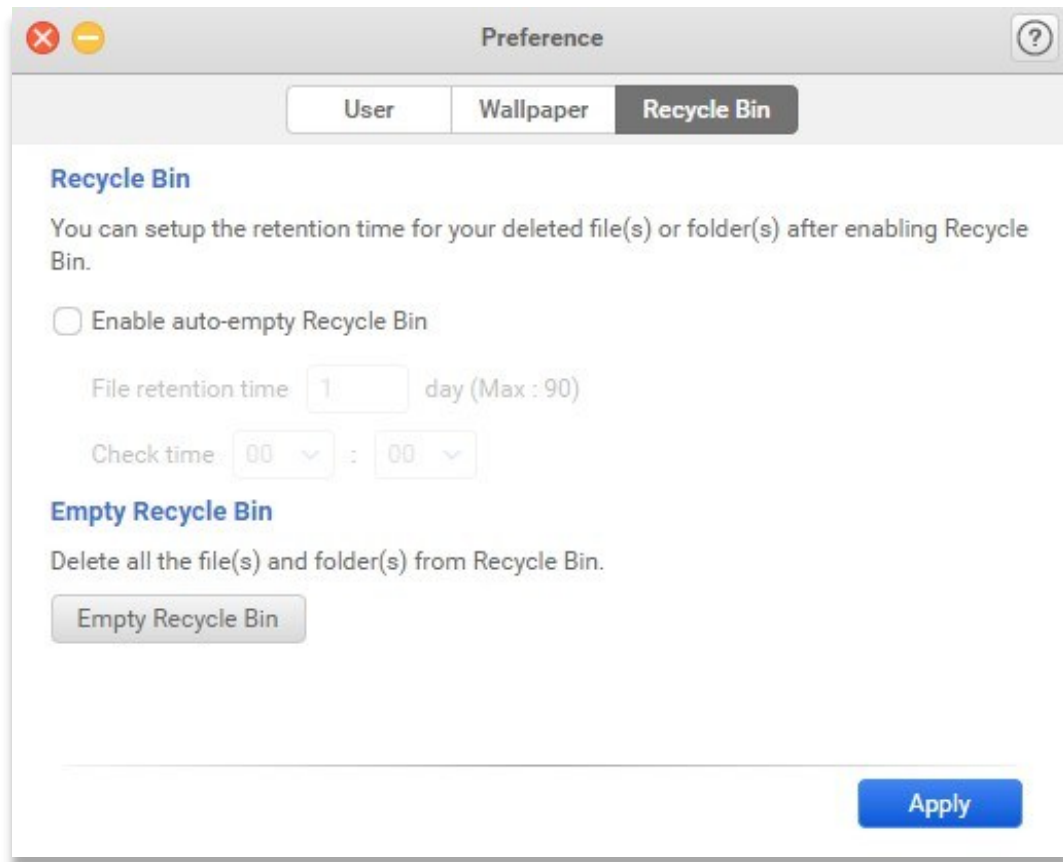 Preference
?
User Wallpaper Recycle Bin
Recycle Bin
You can setup the retention time for your deleted file(s) or folder(s) after enabling Recycle
Bin.
Enable auto-empty Recycle Bin
File retention time 1 day (Max : 90)
Check time 00 : 00
Empty Recycle Bin
Delete all the file(s) and folder(s) from Recycle Bin.
Empty Recycle Bin
Apply